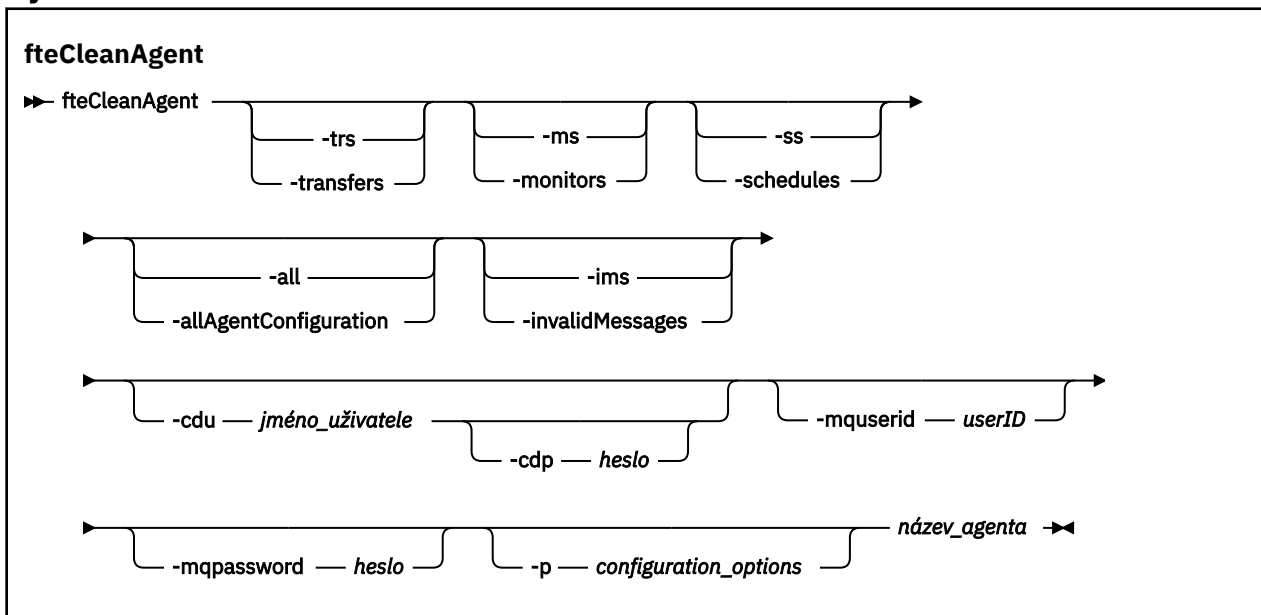 fteCleanAgent
fteCleanAgent
-trs -ms -ss
-transfers -monitors -schedules
-all -ims
-allAgentConfiguration -invalidMessages
-cdu jméno_uživatele -mquserid userID
-cdp heslo
název_agenta
-mqpassword heslo -p configuration_options